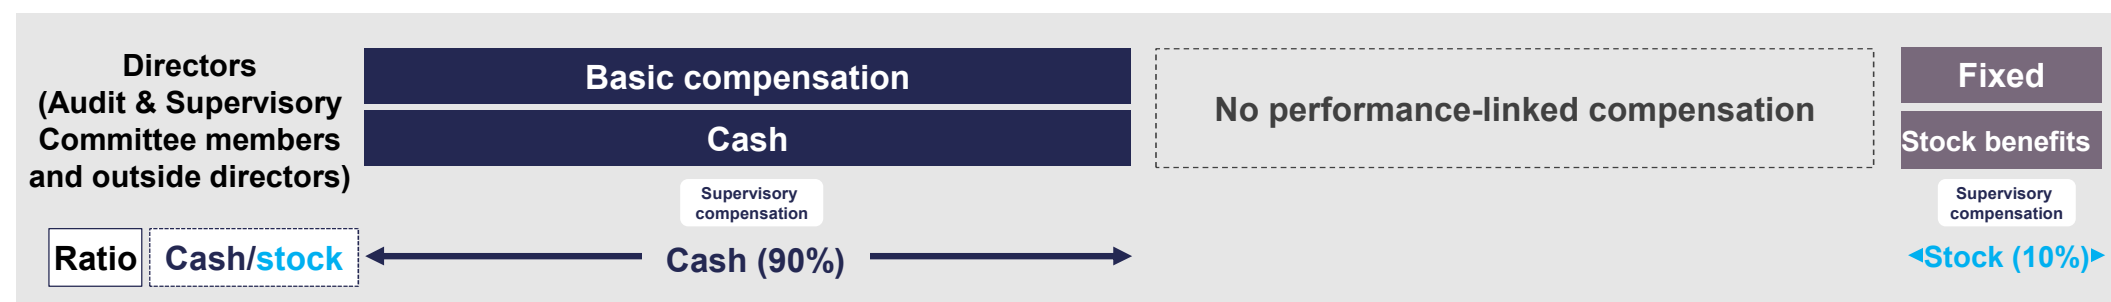 Directors
(Audit & Supervisory
Committee members
and outside directors)
Basic compensation
Cash
Supervisory
compensation
No performance-linked compensation
Fixed
Stock benefits
Supervisory
compensation
Ratio
Cash/stock
Cash (90%)
Stock (10%)